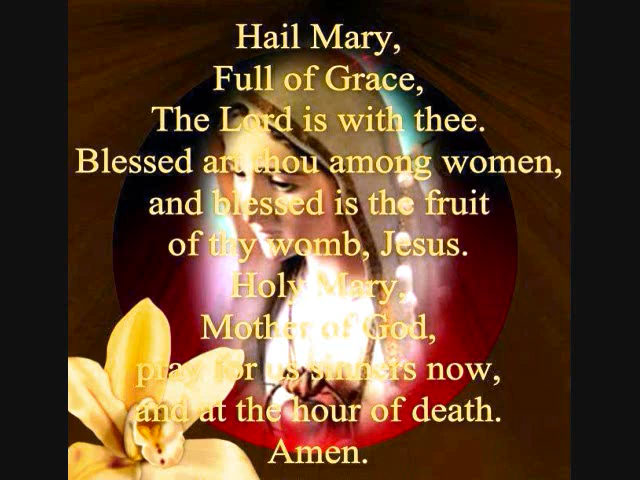 Hail Mary,
Full of Grace,
The Lord is with thee.
Blessed art thou among women,
and blessed is the fruit
of thy womb, Jesus.
Holy Mary,
Mother of God,
pray for us sinners now,
and at the hour of death.
Amen.